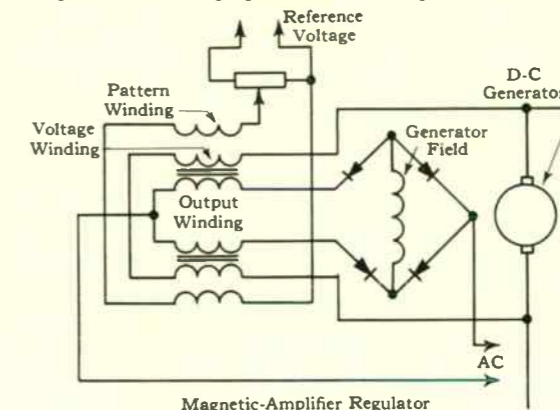 Reference
Voltage
Pattern
Winding
Voltage
Winding
Output
Winding
Generator
Field
D-C
Generator
AC
Magnetic-Amplifier Regulator